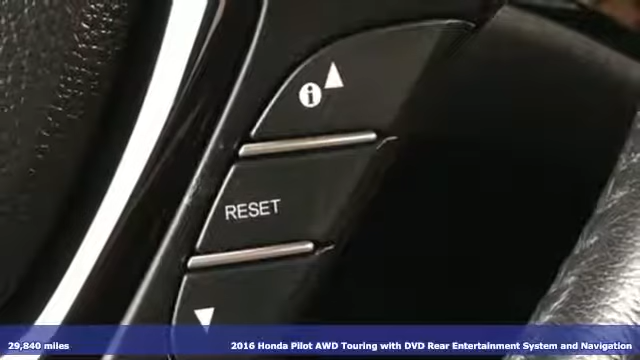 i
RESET
29,840 miles
2016 Honda Pilot AWD Touring with DVD Rear Entertainment System and Navigation